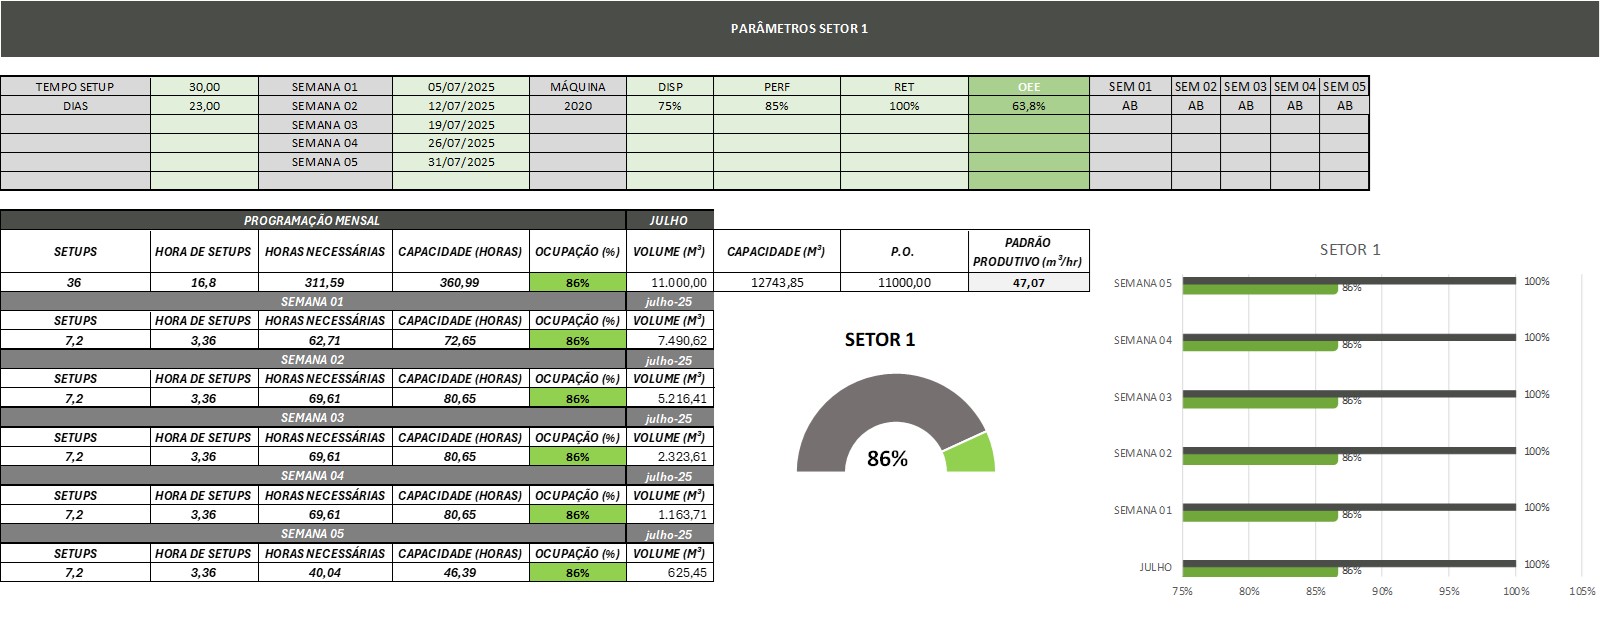 PARÂMETROS SETOR 1
TEMPO SETUP 30,00 SEMANA 01 05/07/2025 MÁQUINA DISP PERF RET OEE SEM 01 SEM 02 SEM 03 SEM 04 SEM 05
DIAS 23,00 SEMANA 02 12/07/2025 2020 75% 85% 100% 63,8% AB AB AB AB AB
SEMANA 03 19/07/2025
SEMANA 04 26/07/2025
SEMANA 05 31/07/2025
PROGRAMAÇÃO MENSAL JULHO
SETUPS HORA DE SETUPS HORAS NECESSÁRIAS CAPACIDADE (HORAS) OCUPAÇÃO (%) VOLUME (M³) CAPACIDADE (M³) P.O. PADRÃO PRODUTIVO (m³/hr)
36 16,8 311,59 360,99 86% 11.000,00 12743,85 11000,00 47,07
SEMANA 01 julho-25
SETUPS HORA DE SETUPS HORAS NECESSÁRIAS CAPACIDADE (HORAS) OCUPAÇÃO (%) VOLUME (M³)
7,2 3,36 62,71 72,65 86% 7.490,62
SEMANA 02 julho-25
SETUPS HORA DE SETUPS HORAS NECESSÁRIAS CAPACIDADE (HORAS) OCUPAÇÃO (%) VOLUME (M³)
7,2 3,36 69,61 80,65 86% 5.216,41
SEMANA 03 julho-25
SETUPS HORA DE SETUPS HORAS NECESSÁRIAS CAPACIDADE (HORAS) OCUPAÇÃO (%) VOLUME (M³)
7,2 3,36 69,61 80,65 86% 2.323,61
SEMANA 04 julho-25
SETUPS HORA DE SETUPS HORAS NECESSÁRIAS CAPACIDADE (HORAS) OCUPAÇÃO (%) VOLUME (M³)
7,2 3,36 69,61 80,65 86% 1.163,71
SEMANA 05 julho-25
SETUPS HORA DE SETUPS HORAS NECESSÁRIAS CAPACIDADE (HORAS) OCUPAÇÃO (%) VOLUME (M³)
7,2 3,36 40,04 46,39 86% 625,45
SETOR 1
86%
SETOR 1
SEMANA 05 100% 86%
SEMANA 04 100% 86%
SEMANA 03 100% 86%
SEMANA 02 100% 86%
SEMANA 01 100% 86%
JULHO 100% 86%
75% 80% 85% 90% 95% 100% 105%